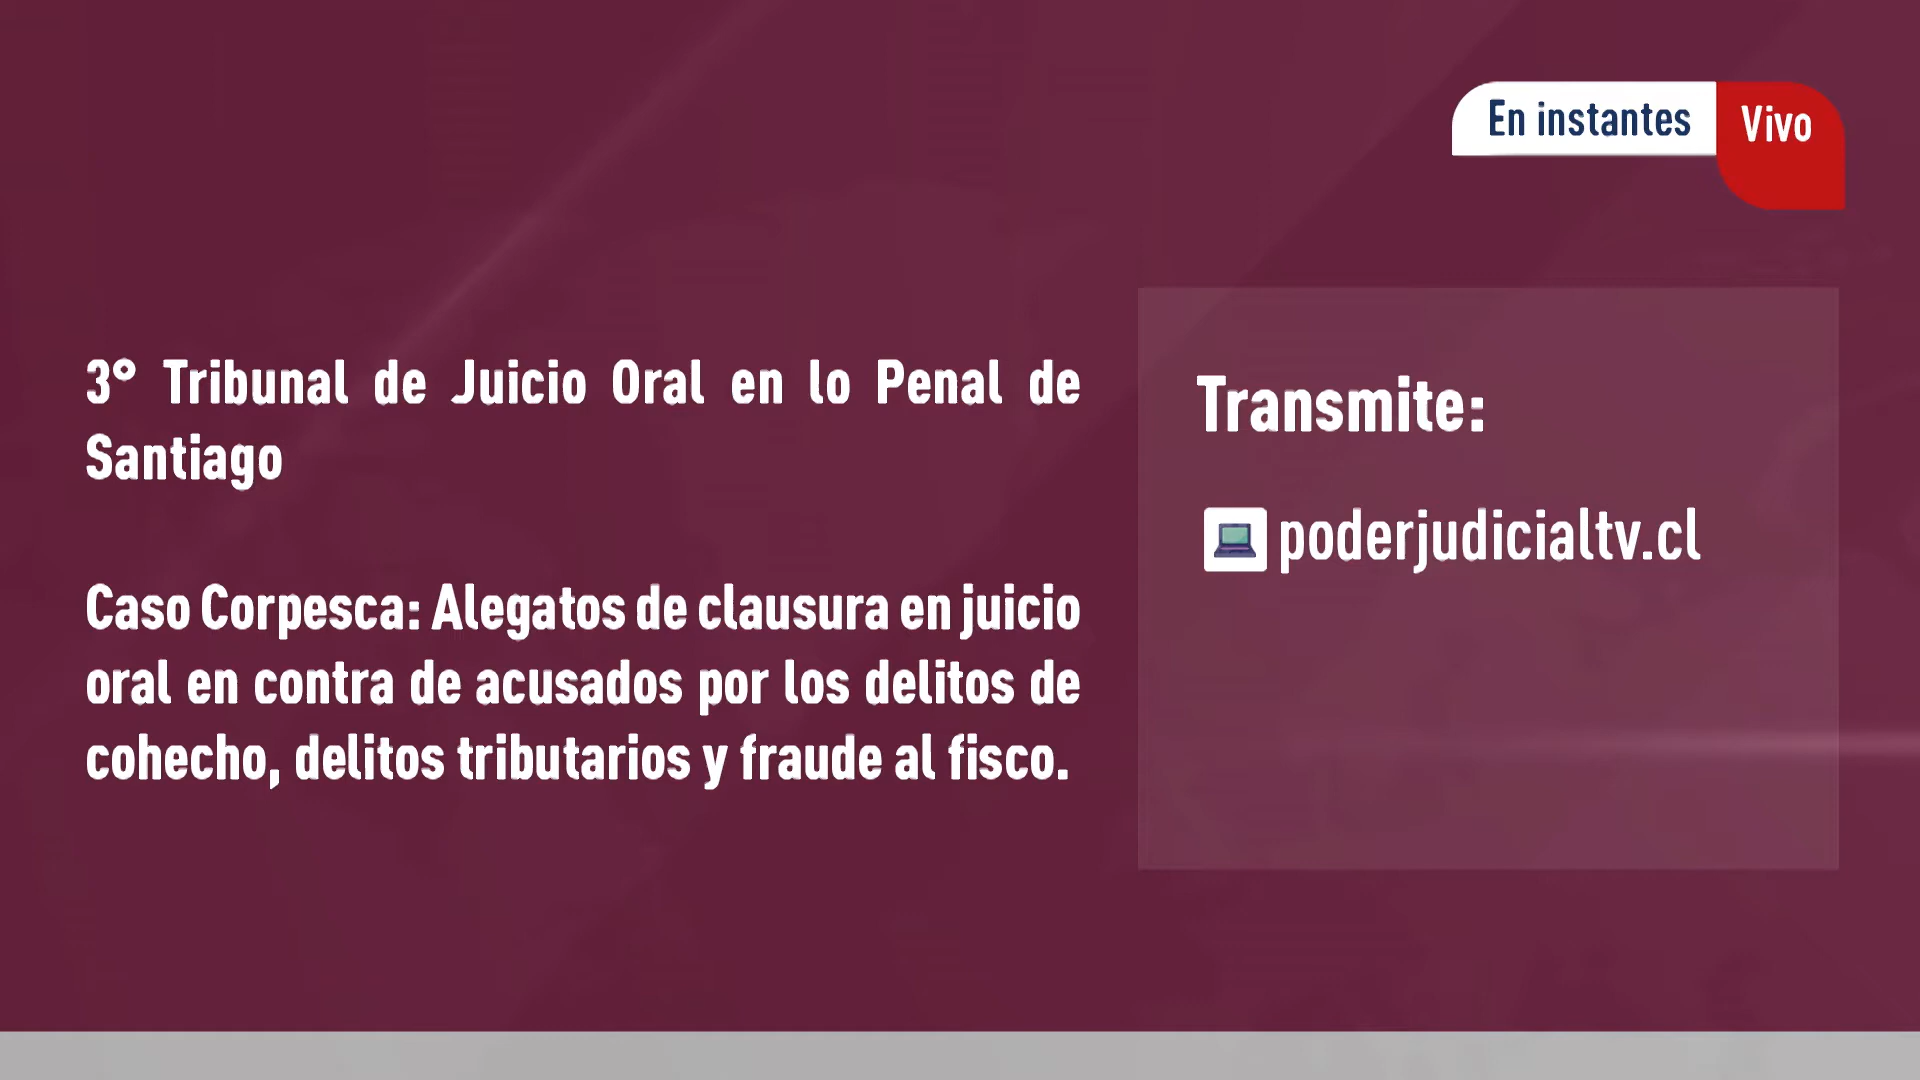 En instantes Vivo
3° Tribunal de Juicio Oral en lo Penal de
Santiago
Caso Corpesca: Alegatos de clausura en juicio
oral en contra de acusados por los delitos de
cohecho, delitos tributarios y fraude al fisco.
Transmite:
poderjudicialtv.cl